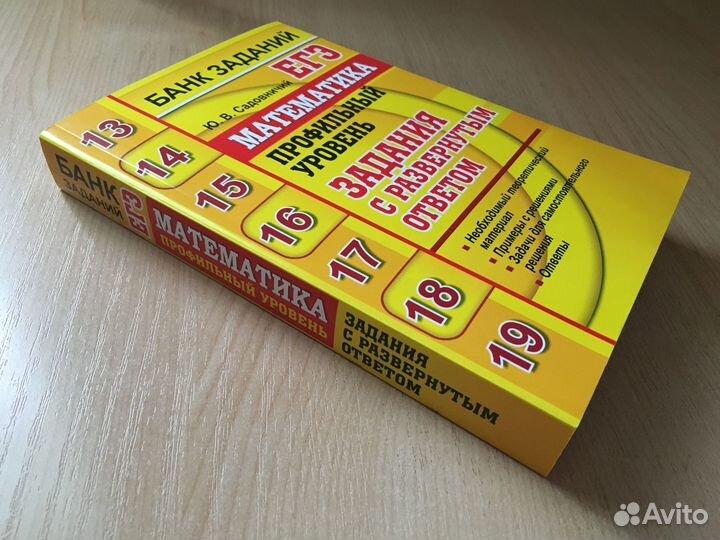 БАНК ЗАДАНИЙ
ЕГЭ
Ю. В. Садовничий
МАТЕМАТИКА
ПРОФИЛЬНЫЙ
УРОВЕНЬ
ЗАДАНИЯ
С РАЗВЕРНУТЫМ
ОТВЕТОМ
• Необходимый теоретический
материал
• Примеры с решениями
• Задачи для самостоятельного
решения
• Ответы
13
14
15
16
17
18
19
БАНК
ЗАДАНИЙ
ЕГЭ
МАТЕМАТИКА
ПРОФИЛЬНЫЙ УРОВЕНЬ
ЗАДАНИЯ
С РАЗВЕРНУТЫМ
ОТВЕТОМ
Avito